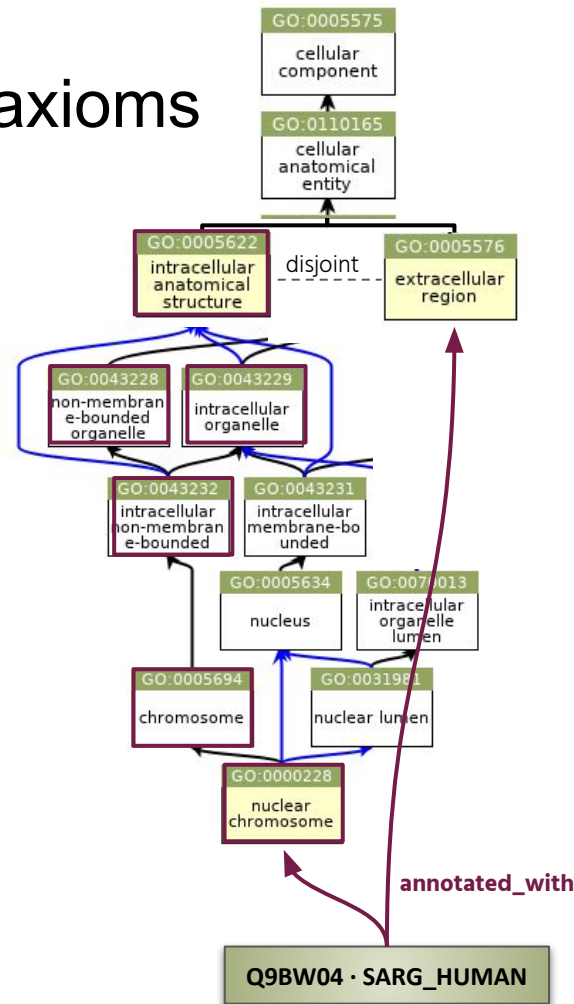 GO:0005575
cellular
component
axioms
GO:0110165
cellular
anatomical
entity
GO:0005622
intracellular
anatomical
structure
disjoint
GO:0005576
extracellular
region
GO:0043228
non-membran
e-bounded
organelle
GO:0043229
intracellular
organelle
GO:0043232
intracellular
non-membran
e-bounded
GO:0043231
intracellular
membrane-bo
unded
GO:0005634
nucleus
GO:0070013
intracellular
organelle
lumen
GO:0005694
chromosome
GO:0031981
nuclear lumen
GO:0000228
nuclear
chromosome
annotated_with
Q9BW04 · SARG_HUMAN